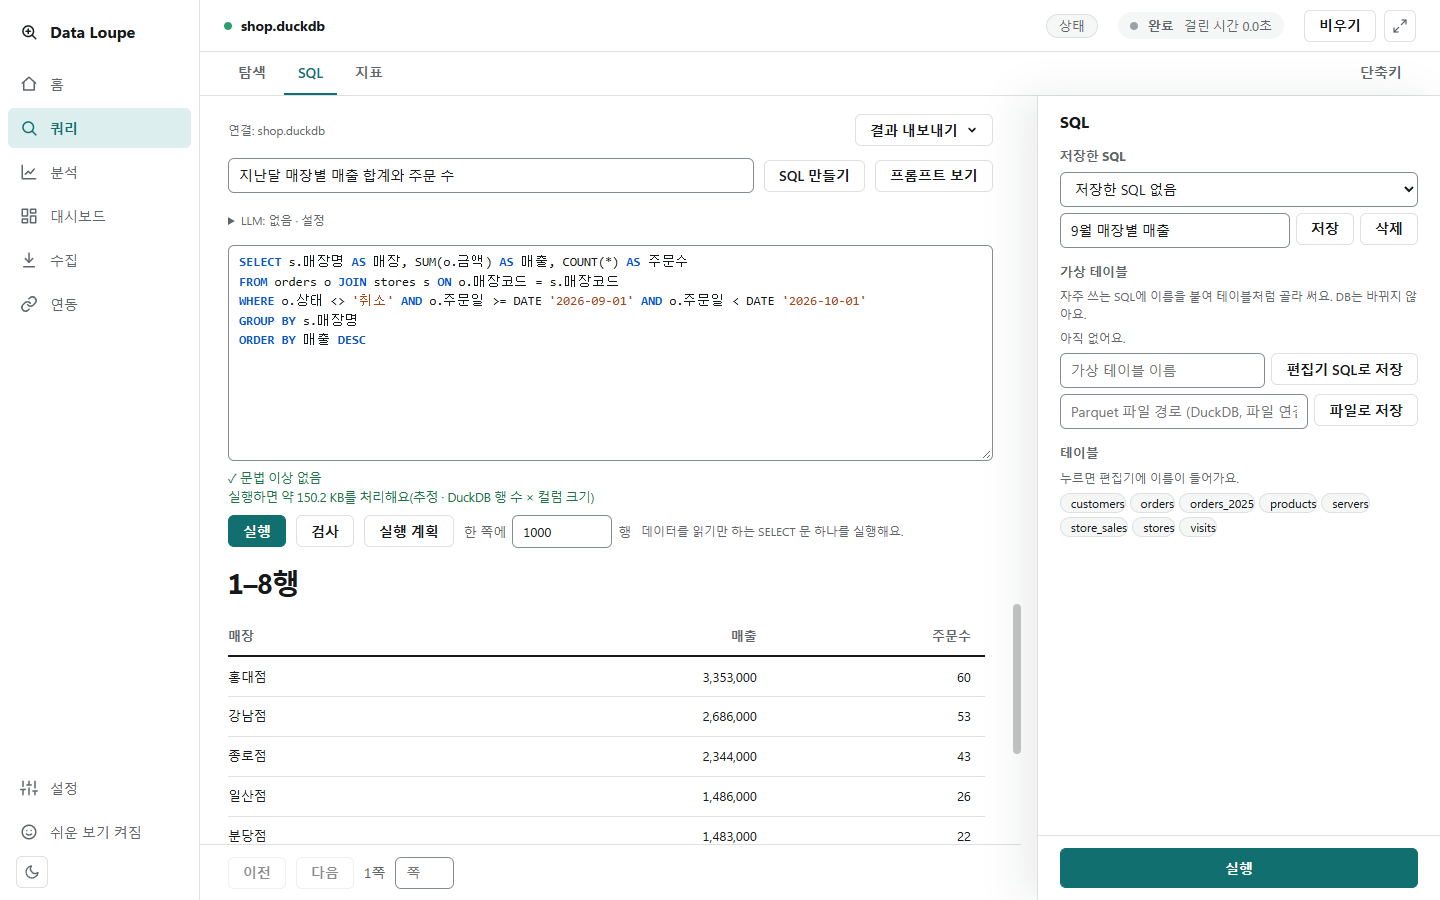 Data Loupe
홈
쿼리
분석
대시보드
수집
연동
설정
쉬운 보기 켜짐
shop.duckdb
상태
완료 걸린 시간 0.0초
비우기
탐색
SQL
지표
단축키
연결: shop.duckdb
결과 내보내기
지난달 매장별 매출 합계와 주문 수
SQL 만들기
프롬프트 보기
LLM: 없음 · 설정
SELECT s.매장명 AS 매장, SUM(o.금액) AS 매출, COUNT(*) AS 주문수
FROM orders o JOIN stores s ON o.매장코드 = s.매장코드
WHERE o.상태 <> '취소' AND o.주문일 >= DATE '2026-09-01' AND o.주문일 < DATE '2026-10-01'
GROUP BY s.매장명
ORDER BY 매출 DESC
✓ 문법 이상 없음
실행하면 약 150.2 KB를 처리해요(추정 · DuckDB 행 수 × 컬럼 크기)
실행
검사
실행 계획
한 쪽에 1000 행
데이터를 읽기만 하는 SELECT 문 하나를 실행해요.
1–8행
매장 매출 주문수
홍대점 3,353,000 60
강남점 2,686,000 53
종로점 2,344,000 43
일산점 1,486,000 26
분당점 1,483,000 22
이전
다음
1쪽
쪽
SQL
저장한 SQL
저장한 SQL 없음
9월 매장별 매출
저장
삭제
가상 테이블
자주 쓰는 SQL에 이름을 붙여 테이블처럼 골라 써요. DB는 바뀌지 않
아요.
아직 없어요.
가상 테이블 이름
편집기 SQL로 저장
Parquet 파일 경로 (DuckDB, 파일 연결
파일로 저장
테이블
누르면 편집기에 이름이 들어가요.
customers orders orders_2025 products servers
store_sales stores visits
실행